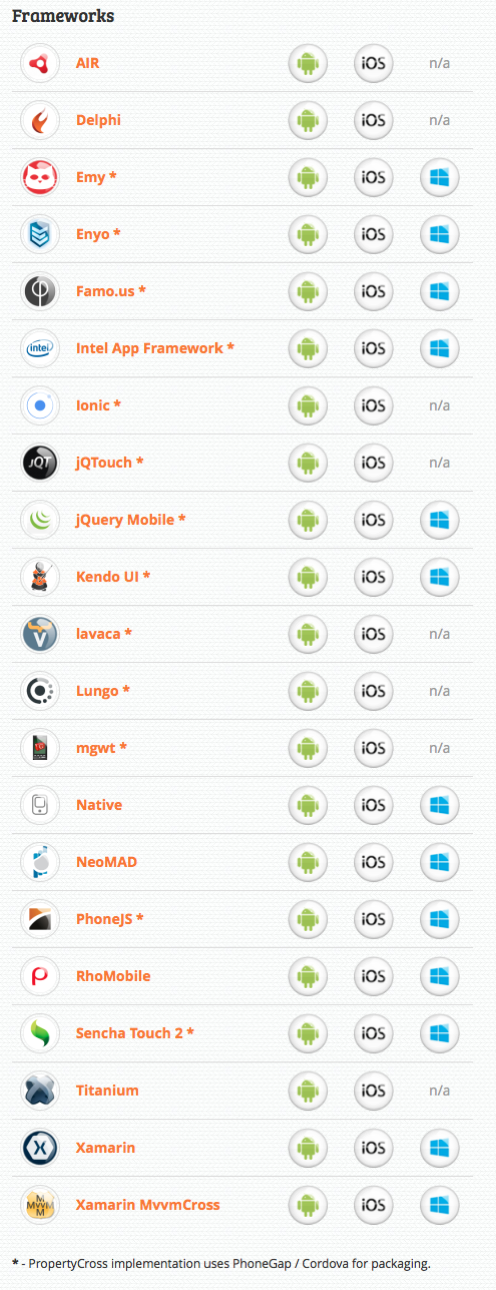 Frameworks
AIR iOS n/a
Delphi iOS n/a
Emy * iOS
Enyo * iOS
Famo.us * iOS
intel Intel App Framework * iOS
Ionic * iOS n/a
JQT jQTouch * iOS n/a
jQuery Mobile * iOS
Kendo UI * iOS
lavaca * iOS n/a
Lungo * iOS n/a
mgwt * iOS n/a
Native iOS
NeoMAD iOS
PhoneJS * iOS
RhoMobile iOS
Sencha Touch 2 * iOS
Titanium iOS n/a
Xamarin iOS
M MvvM M Xamarin MvvmCross iOS
* - PropertyCross implementation uses PhoneGap / Cordova for packaging.